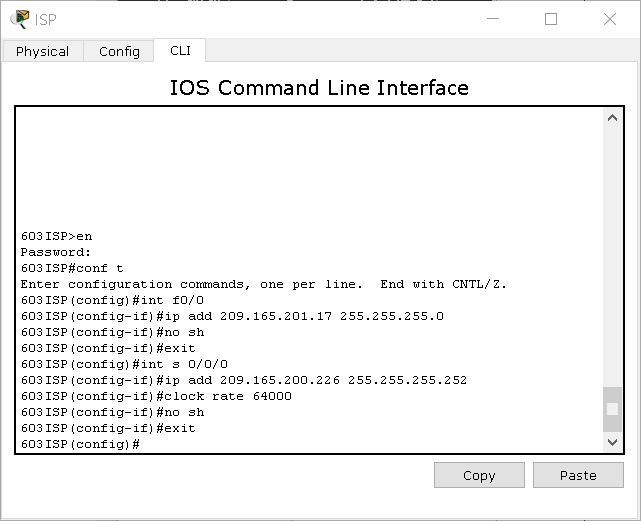 ISP
Physical Config CLI
IOS Command Line Interface
603ISP>en
Password:
603ISP#conf t
Enter configuration commands, one per line.  End with CNTL/Z.
603ISP(config)#int f0/0
603ISP(config-if)#ip add 209.165.201.17 255.255.255.0
603ISP(config-if)#no sh
603ISP(config-if)#exit
603ISP(config)#int s 0/0/0
603ISP(config-if)#ip add 209.165.200.226 255.255.255.252
603ISP(config-if)#clock rate 64000
603ISP(config-if)#no sh
603ISP(config-if)#exit
603ISP(config)#
Copy Paste